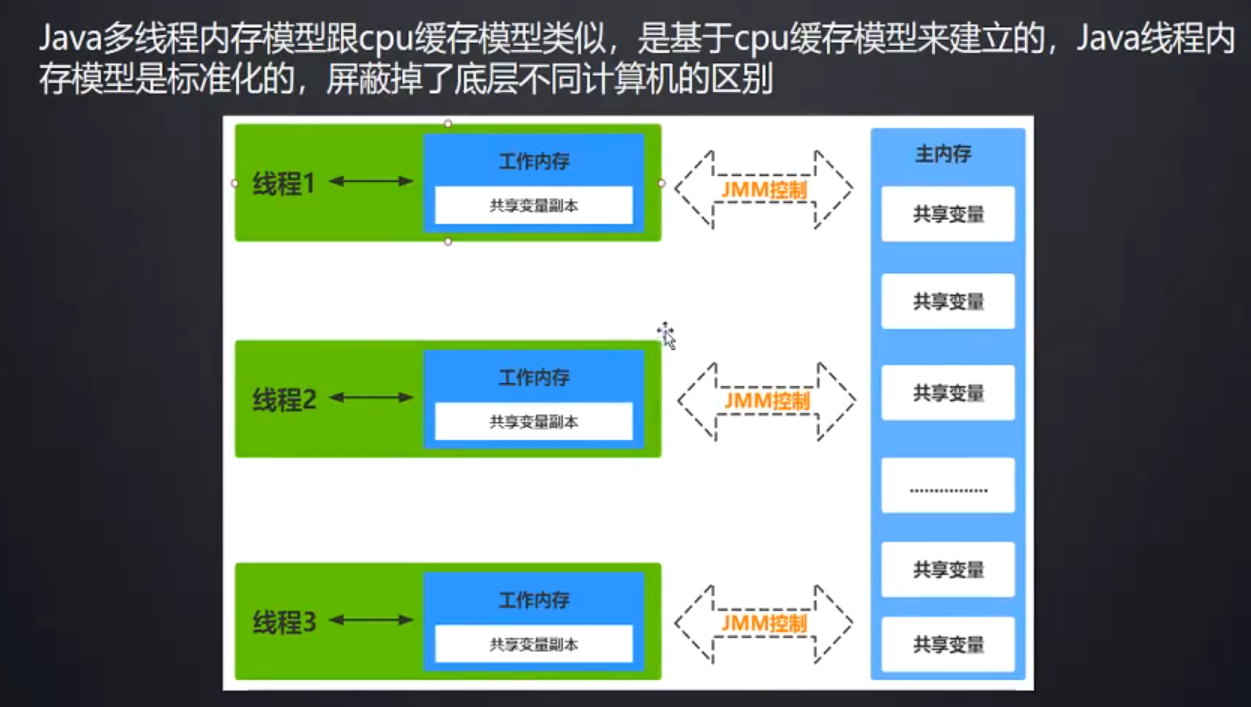 Java多线程内存模型跟cpu缓存模型类似，是基于cpu缓存模型来建立的，Java线程内
存模型是标准化的，屏蔽掉了底层不同计算机的区别
线程1
工作内存
共享变量副本
JMM控制
线程2
工作内存
共享变量副本
JMM控制
线程3
工作内存
共享变量副本
JMM控制
主内存
共享变量
共享变量
共享变量
................
共享变量
共享变量